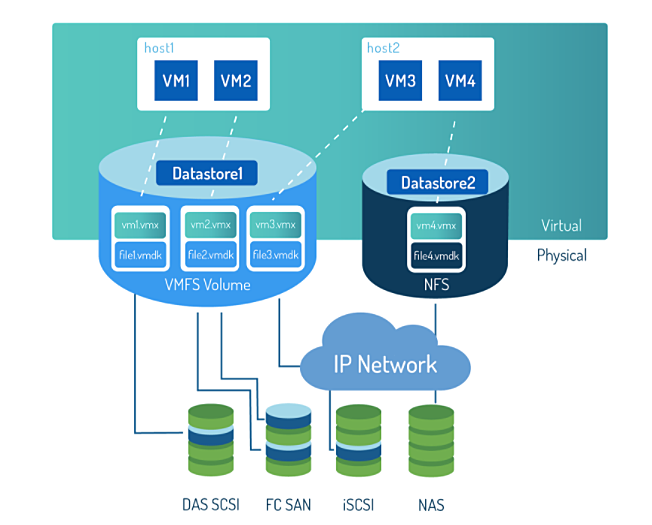 host1
host2
VM1
VM2
VM3
VM4
Datastore1
Datastore2
vm1.vmx
vm2.vmx
vm3.vmx
vm4.vmx
file1.vmdk
file2.vmdk
file3.vmdk
file4.vmdk
Virtual
Physical
VMFS Volume
NFS
IP Network
DAS SCSI
FC SAN
iSCSI
NAS